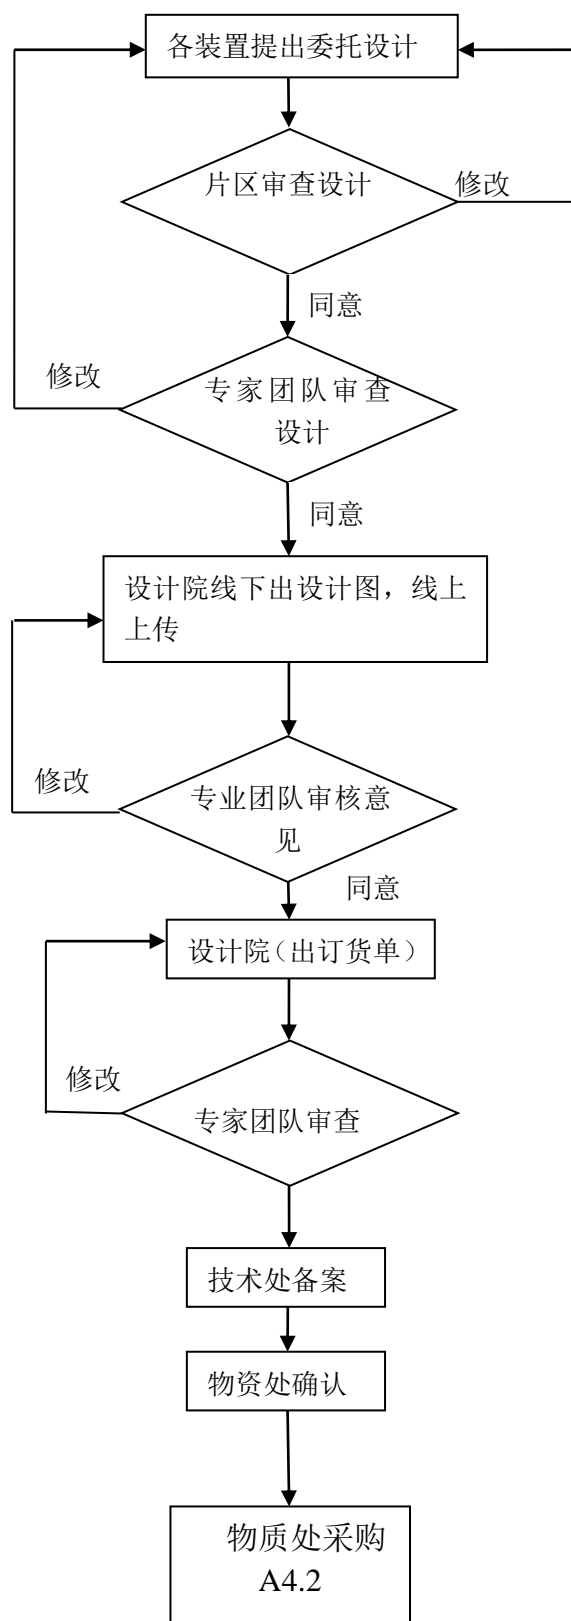 各装置提出委托设计
片区审查设计
修改
同意
修改
专家团队审查
设计
同意
设计院线下出设计图，线上
上传
修改
专业团队审核意
见
同意
设计院（出订货单）
修改
专家团队审查
技术处备案
物资处确认
物质处采购
A4.2